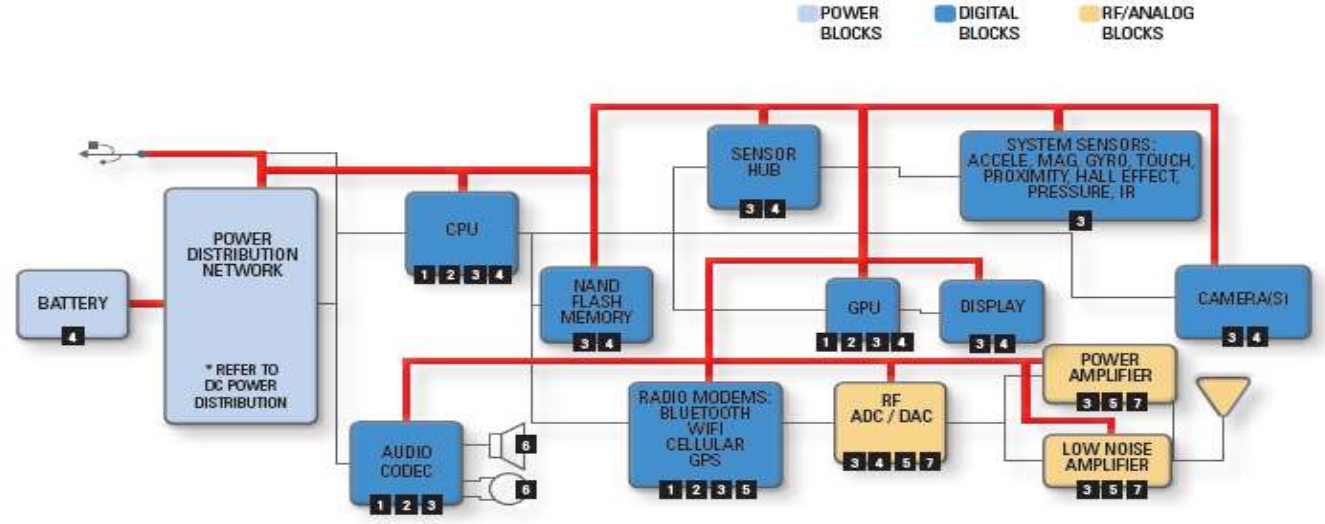 POWER
BLOCKS
DIGITAL
BLOCKS
RF/ANALOG
BLOCKS
SENSOR
HUB
3 4
SYSTEM SENSORS:
ACCELE, MAG, GYRO, TOUCH,
PROXIMITY, HALL EFFECT,
PRESSURE, IR
3
POWER
DISTRIBUTION
NETWORK
* REFER TO
DC POWER
DISTRIBUTION
CPU
1 2 3 4
BATTERY
4
NAND
FLASH
MEMORY
3 4
GPU
1 2 3 4
DISPLAY
3 4
CAMERA(S)
3 4
POWER
AMPLIFIER
3 5 7
AUDIO
CODEC
1 2 3
6
6
RADIO MODEMS:
BLUETOOTH
WIFI
CELLULAR
GPS
1 2 3 5
RF
ADC / DAC
3 4 5 7
LOW NOISE
AMPLIFIER
3 5 7